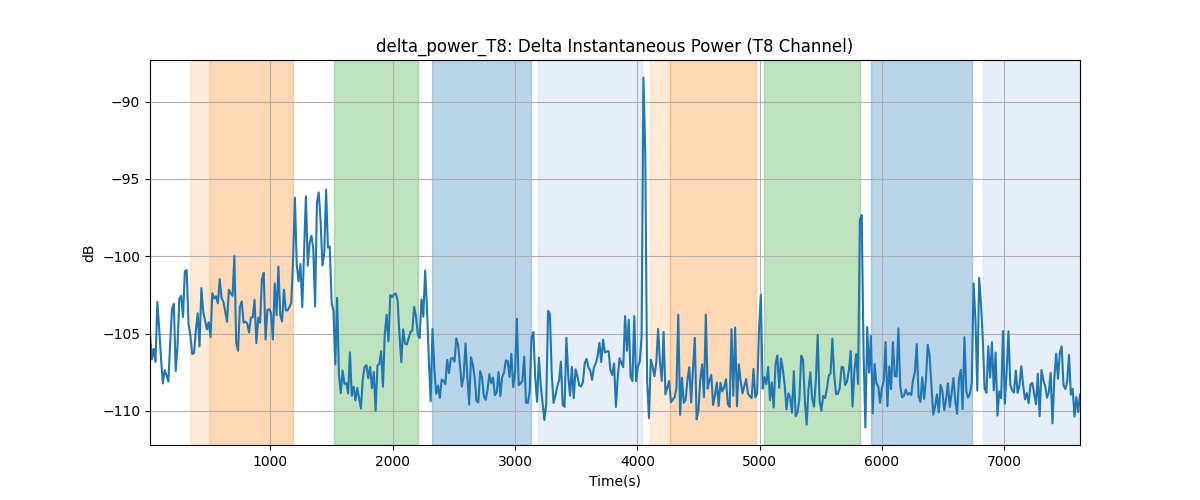 delta_power_T8: Delta Instantaneous Power (T8 Channel)
−90
−95
−100
−105
−110
dB
1000 2000 3000 4000 5000 6000 7000
Time(s)